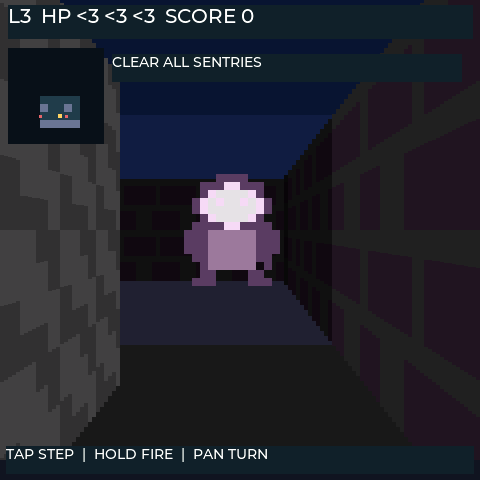 L3 HP <3 <3 <3 SCORE 0
CLEAR ALL SENTRIES
TAP STEP | HOLD FIRE | PAN TURN